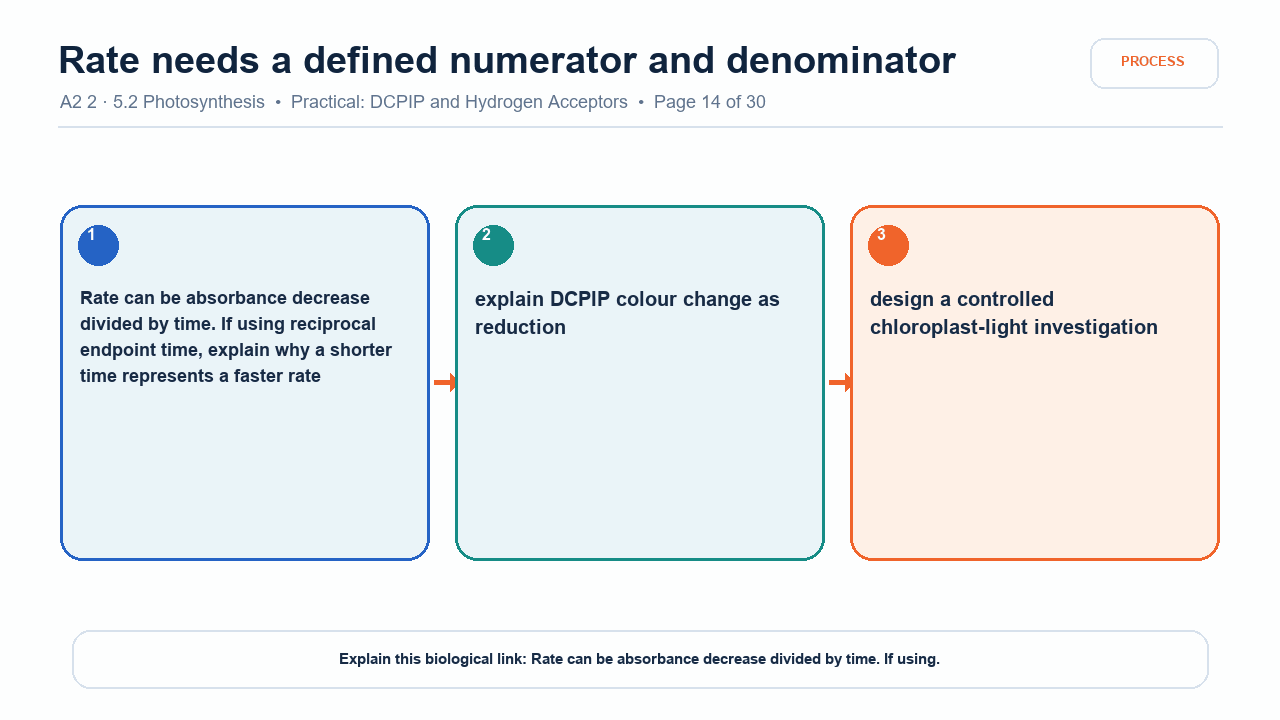 Rate needs a defined numerator and denominator
PROCESS
A2 2 · 5.2 Photosynthesis • Practical: DCPIP and Hydrogen Acceptors • Page 14 of 30
1
Rate can be absorbance decrease
divided by time. If using reciprocal
endpoint time, explain why a shorter
time represents a faster rate
2
explain DCPIP colour change as
reduction
3
design a controlled
chloroplast-light investigation
Explain this biological link: Rate can be absorbance decrease divided by time. If using.